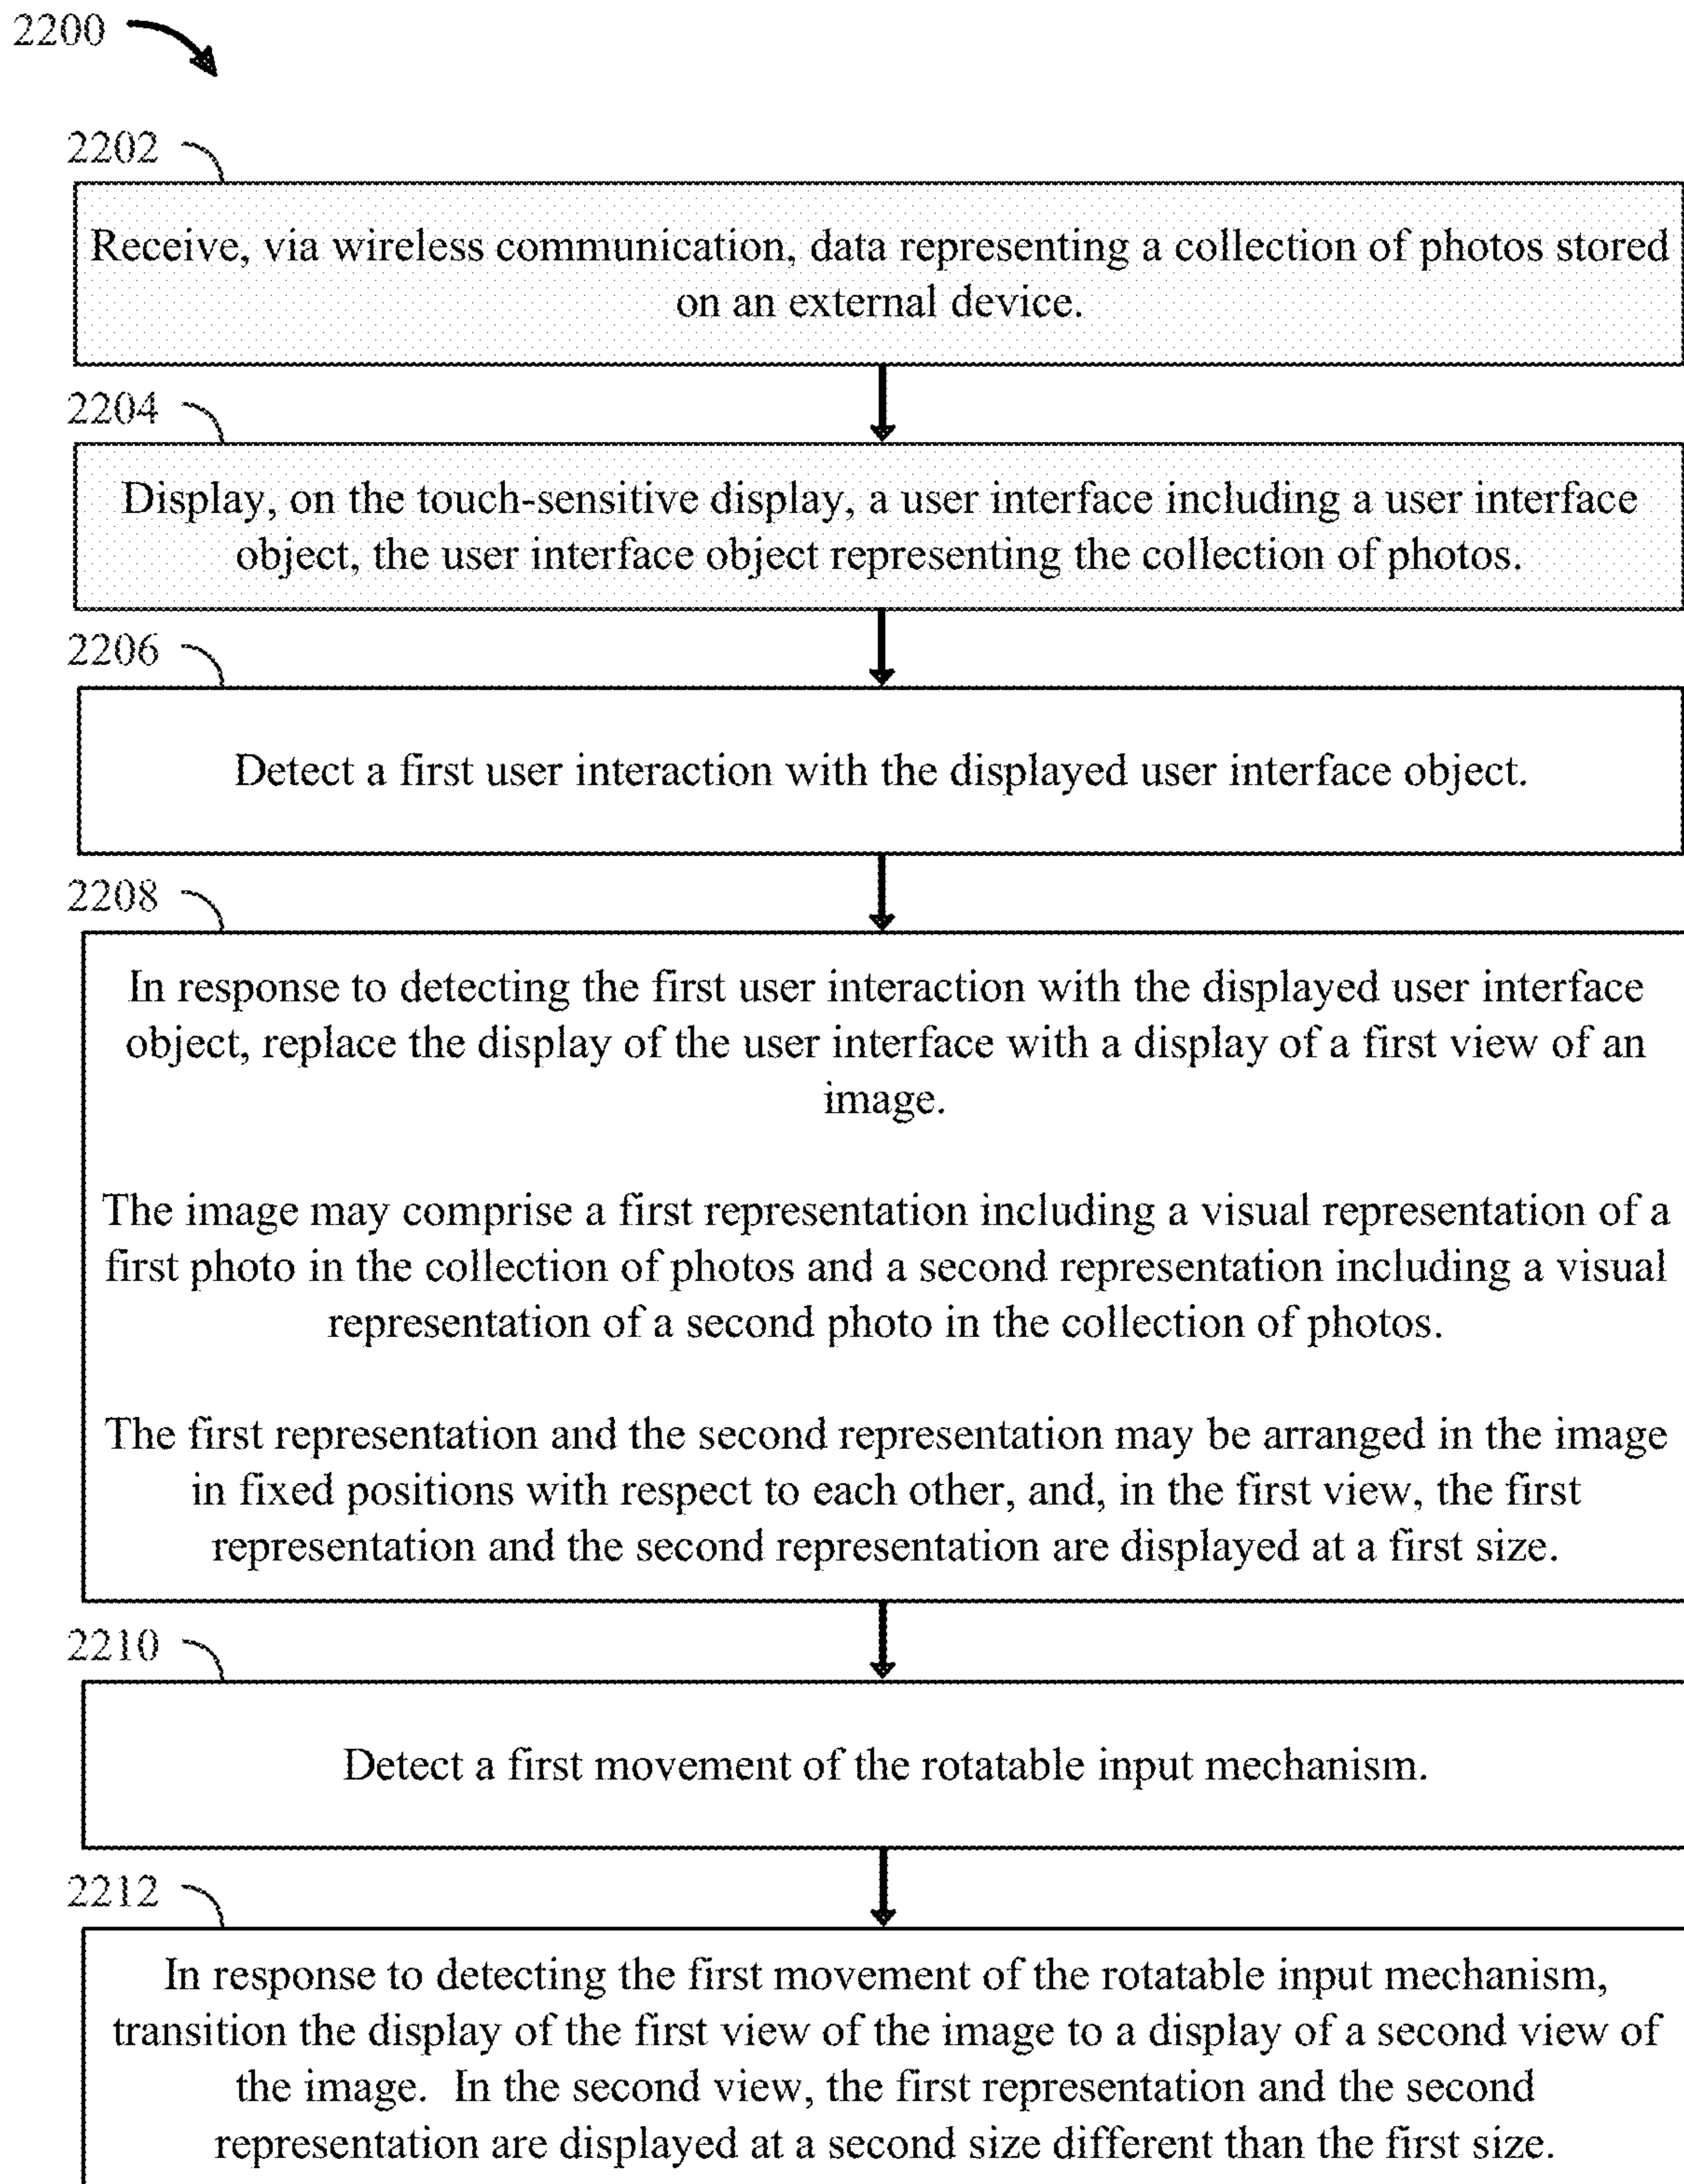 2200
2202
Receive, via wireless communication, data representing a collection of photos stored
on an external device.
2204
Display, on the touch-sensitive display, a user interface including a user interface
object, the user interface object representing the collection of photos.
2206
Detect a first user interaction with the displayed user interface object.
2208
In response to detecting the first user interaction with the displayed user interface
object, replace the display of the user interface with a display of a first view of an
image.
The image may comprise a first representation including a visual representation of a
first photo in the collection of photos and a second representation including a visual
representation of a second photo in the collection of photos.
The first representation and the second representation may be arranged in the image
in fixed positions with respect to each other, and, in the first view, the first
representation and the second representation are displayed at a first size.
2210
Detect a first movement of the rotatable input mechanism.
2212
In response to detecting the first movement of the rotatable input mechanism,
transition the display of the first view of the image to a display of a second view of
the image. In the second view, the first representation and the second
representation are displayed at a second size different than the first size.